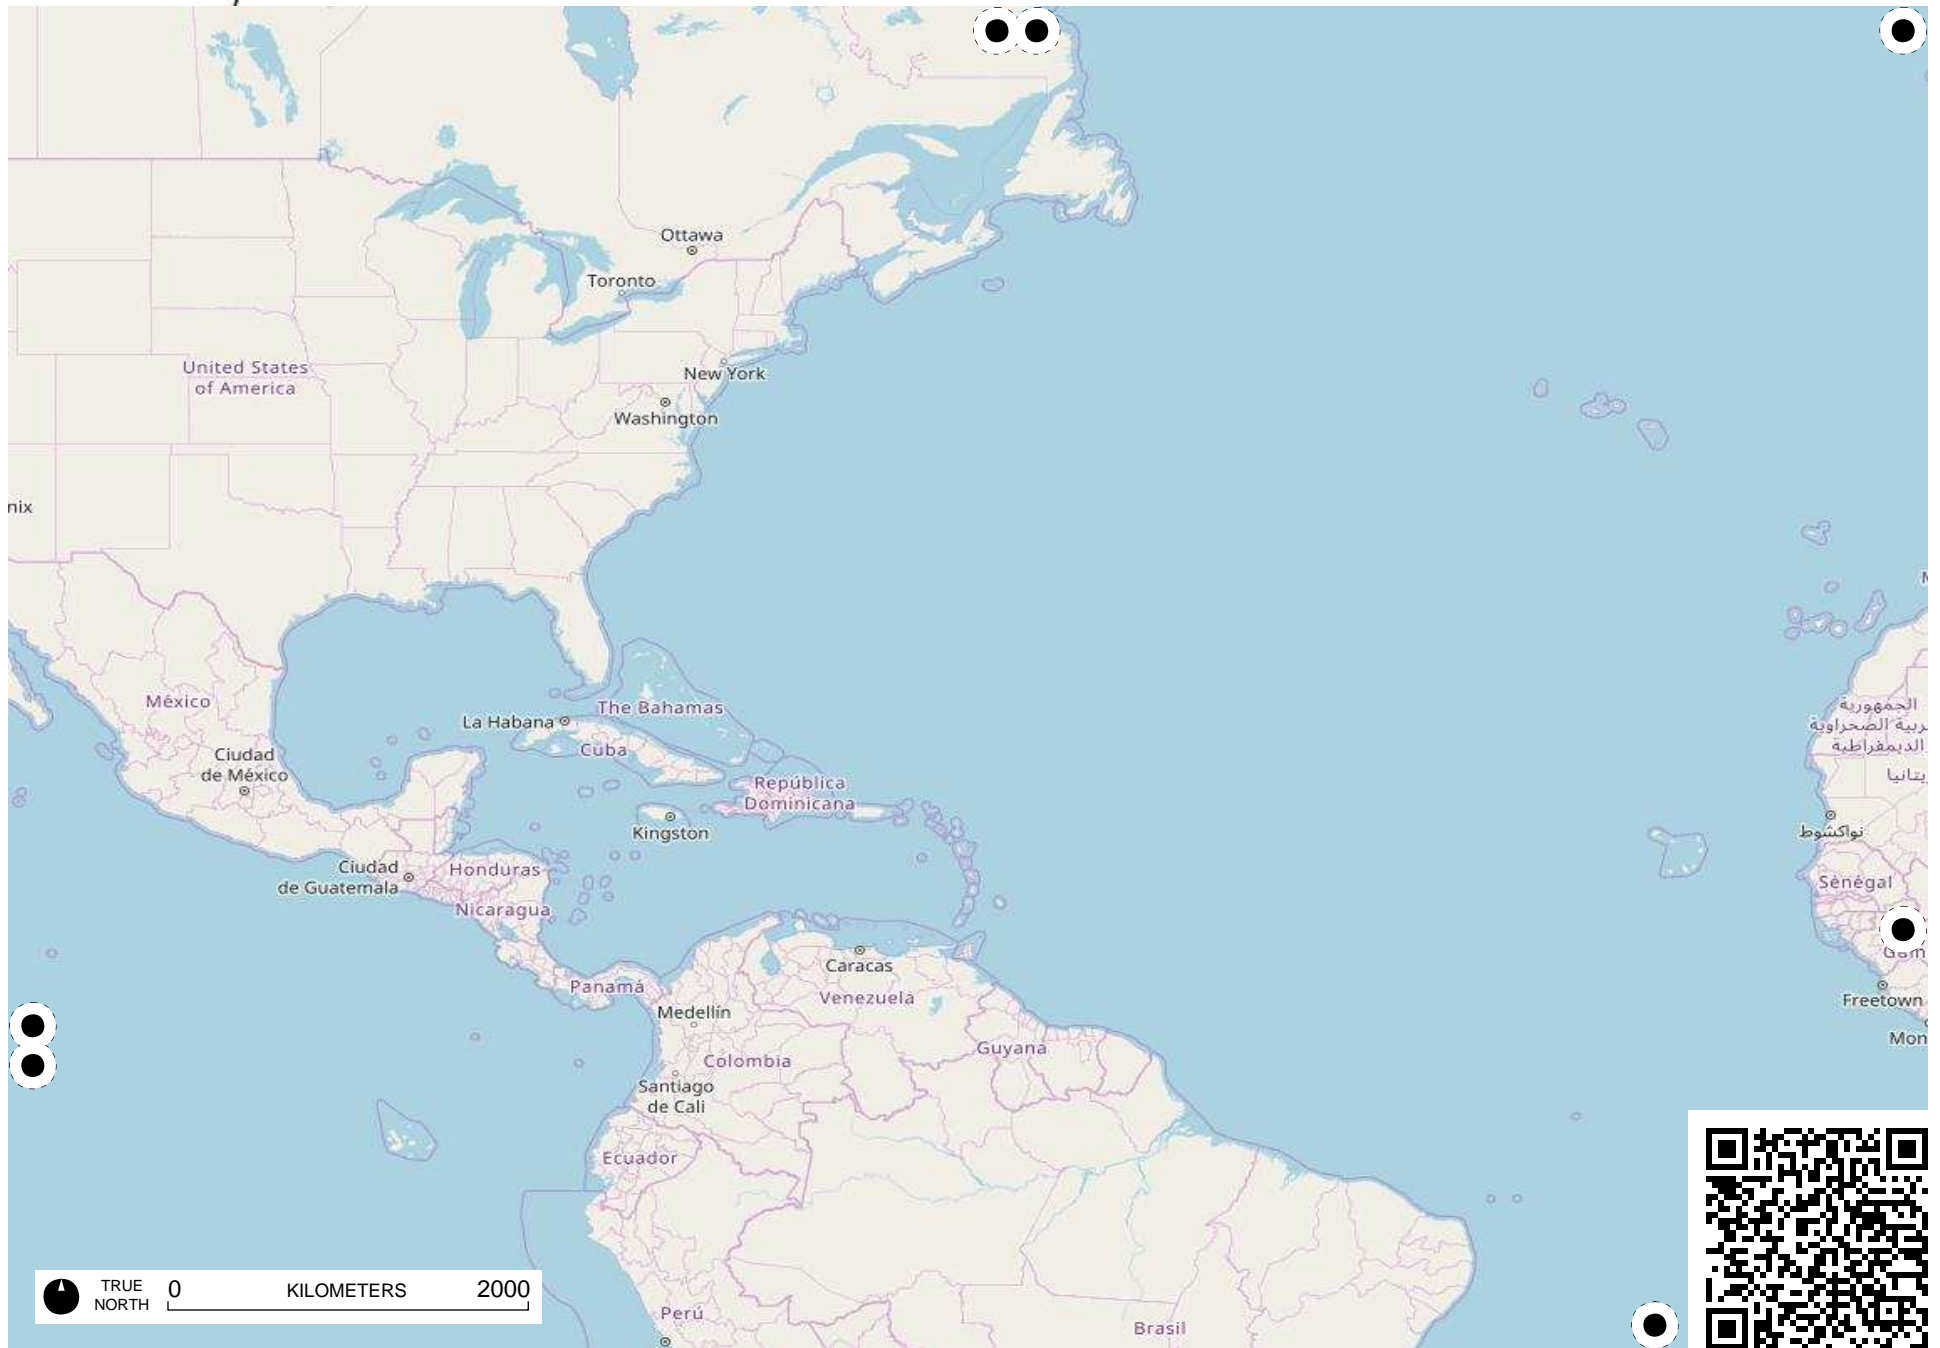 Ottawa
Toronto
United States
of America
New York
Washington
nix
México
La Habana
The Bahamas
Cuba
Ciudad
de México
República
Dominicana
Kingston
Ciudad
de Guatemala
Honduras
Nicaragua
Caracas
Panamá
Venezuela
Medellín
Guyana
Colombia
Santiago
de Cali
Ecuador
الجمهورية
الديمقراطية
نواكشوط
Sénégal
Freetown
Mon
TRUE
NORTH
0 KILOMETERS 2000
Perú
Brasil